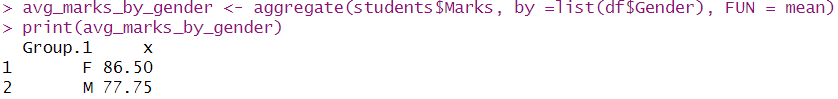 > avg_marks_by_gender <- aggregate(students$Marks, by =list(df$Gender), FUN = mean)
> print(avg_marks_by_gender)
  Group.1     x
1       F 86.50
2       M 77.75